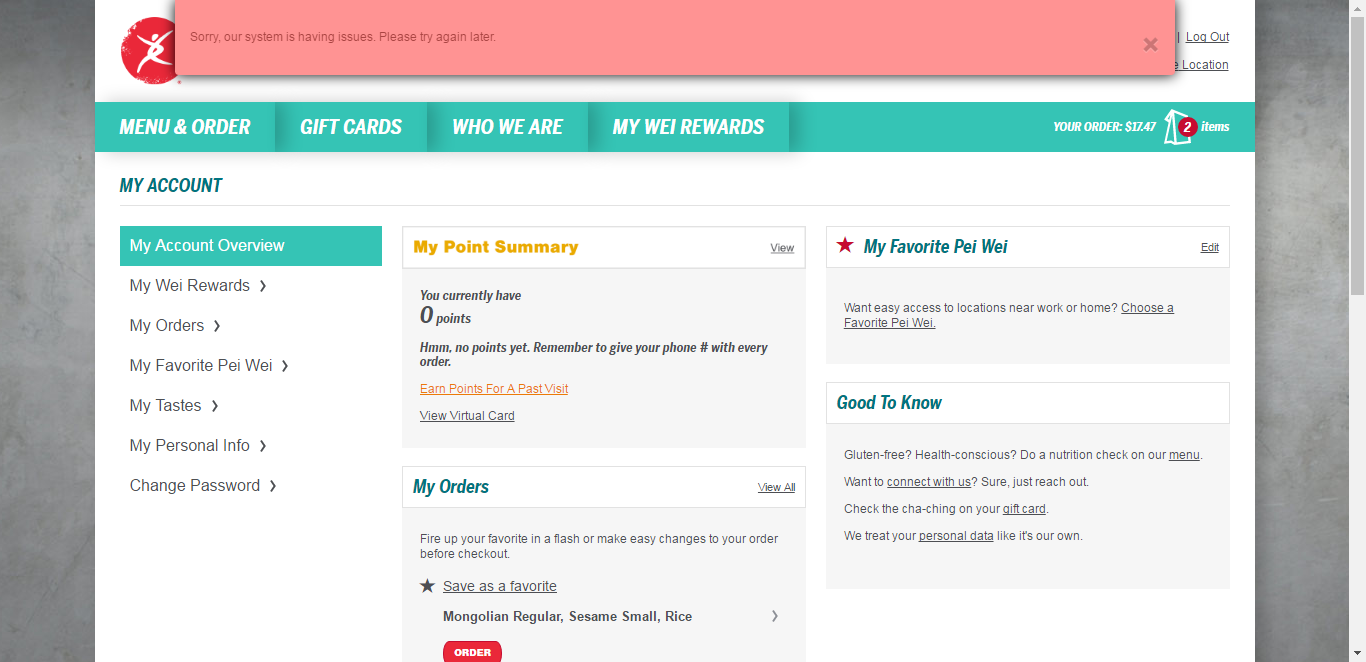 Sorry, our system is having issues. Please try again later.
| Log Out
Location
MENU & ORDER
GIFT CARDS
WHO WE ARE
MY WEI REWARDS
YOUR ORDER: $17.47 2 items
MY ACCOUNT
My Account Overview
My Wei Rewards
My Orders
My Favorite Pei Wei
My Tastes
My Personal Info
Change Password
My Point Summary
View
You currently have
0 points
Hmm, no points yet. Remember to give your phone # with every
order.
Earn Points For A Past Visit
View Virtual Card
My Orders
View All
Fire up your favorite in a flash or make easy changes to your order
before checkout.
Save as a favorite
Mongolian Regular, Sesame Small, Rice
ORDER
My Favorite Pei Wei
Edit
Want easy access to locations near work or home? Choose a
Favorite Pei Wei.
Good To Know
Gluten-free? Health-conscious? Do a nutrition check on our menu.
Want to connect with us? Sure, just reach out.
Check the cha-ching on your gift card.
We treat your personal data like it's our own.